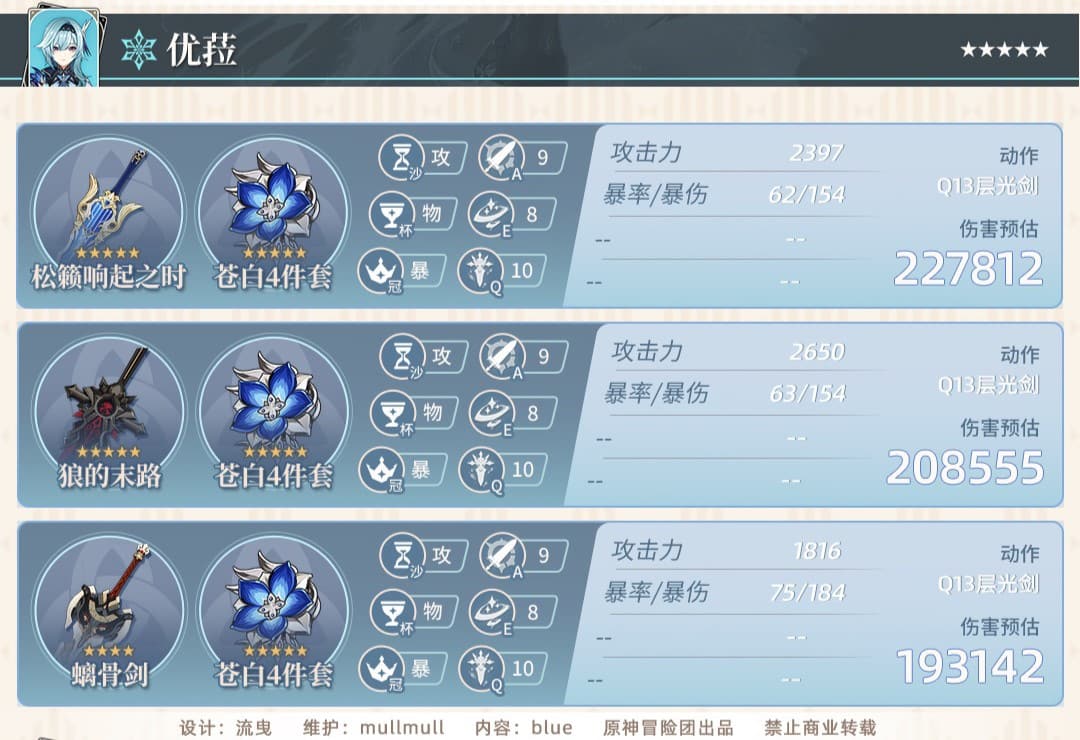 优菈
松籁响起之时
苍白4件套
沙 攻
A 9
杯 物
E 8
冠 暴
Q 10
攻击力 2397
暴率/暴伤 62/154
-- --
-- --
动作
Q13层光剑
伤害预估
227812
狼的末路
苍白4件套
沙 攻
A 9
杯 物
E 8
冠 暴
Q 10
攻击力 2650
暴率/暴伤 63/154
-- --
-- --
动作
Q13层光剑
伤害预估
208555
螭骨剑
苍白4件套
沙 攻
A 9
杯 物
E 8
冠 暴
Q 10
攻击力 1816
暴率/暴伤 75/184
-- --
-- --
动作
Q13层光剑
伤害预估
193142
设计：流曳 维护：mullmull 内容：blue 原神冒险团出品 禁止商业转载